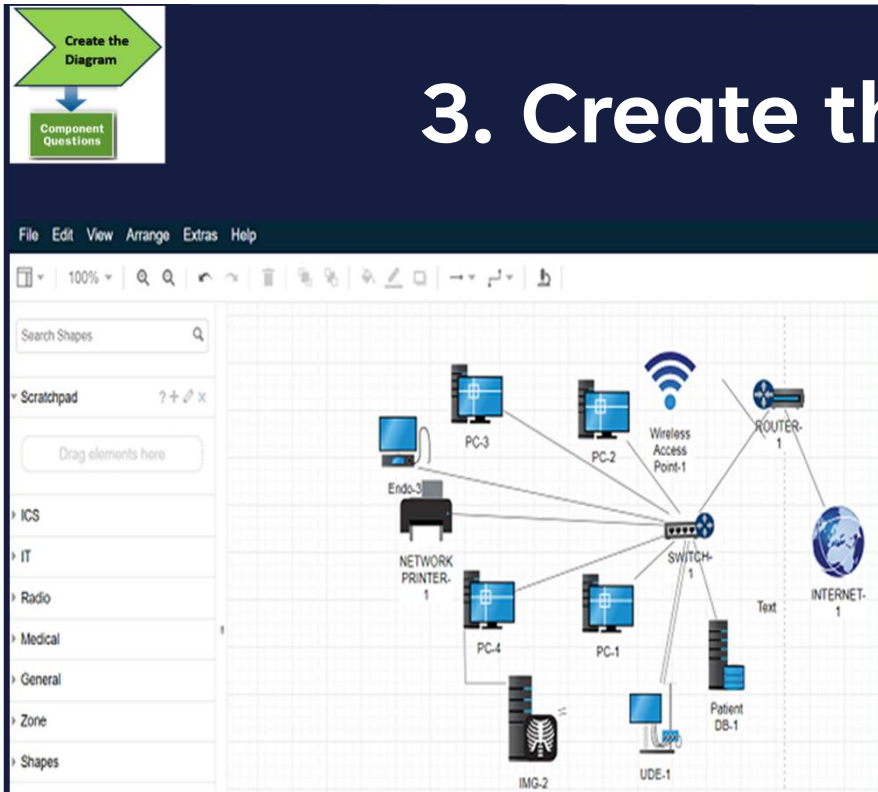 Create the
Diagram
Component
Questions
3. Create th
File Edit View Arrange Extras Help
100%
Search Shapes
Scratchpad
Drag elements here
ICS
IT
Radio
Medical
General
Zone
Shapes
PC-3
PC-2
Wireless
Access
Point-1
ROUTER-
1
Endo-3
NETWORK
PRINTER-
1
SWITCH-
1
INTERNET-
1
Text
PC-4
PC-1
Patient
DB-1
IMG-2
UDE-1